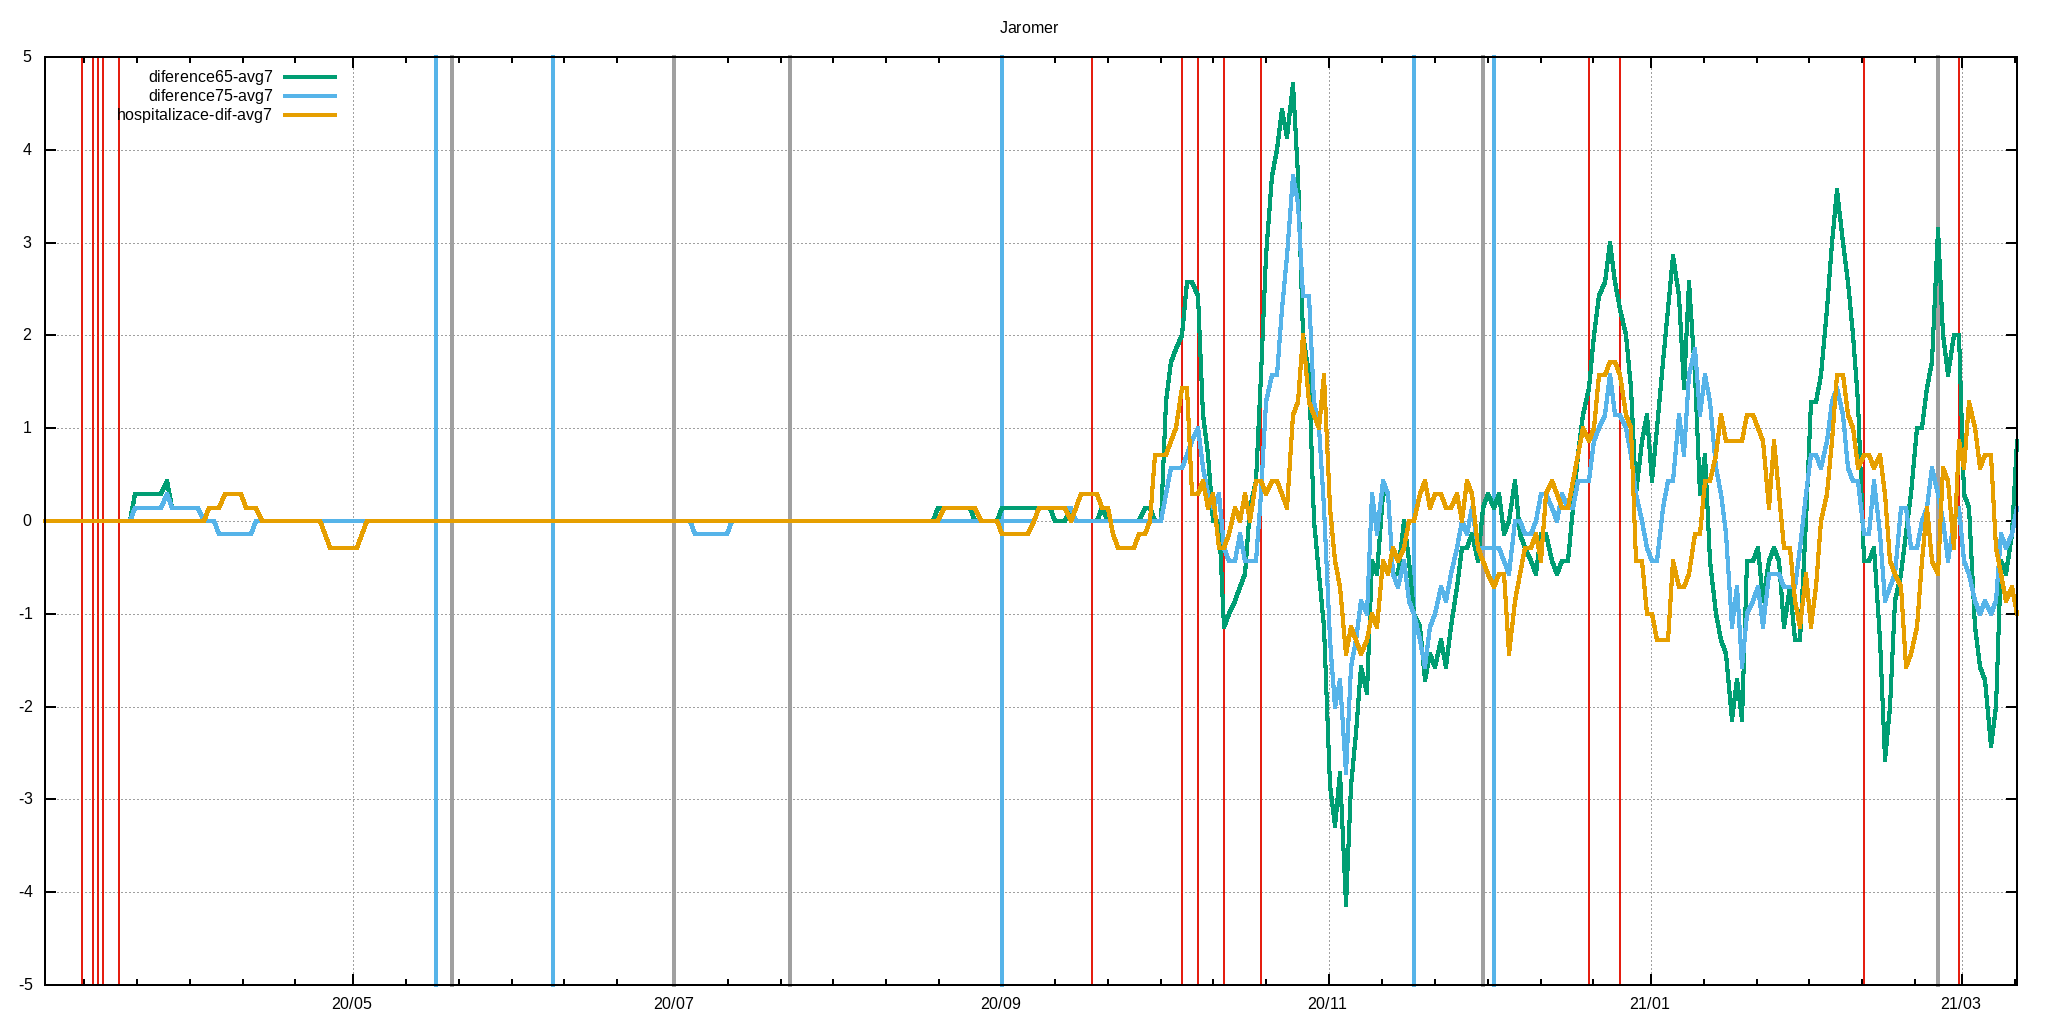 Jaromer
diference65-avg7
diference75-avg7
hospitalizace-dif-avg7
5
4
3
2
1
0
-1
-2
-3
-4
-5
20/05 20/07 20/09 20/11 21/01 21/03